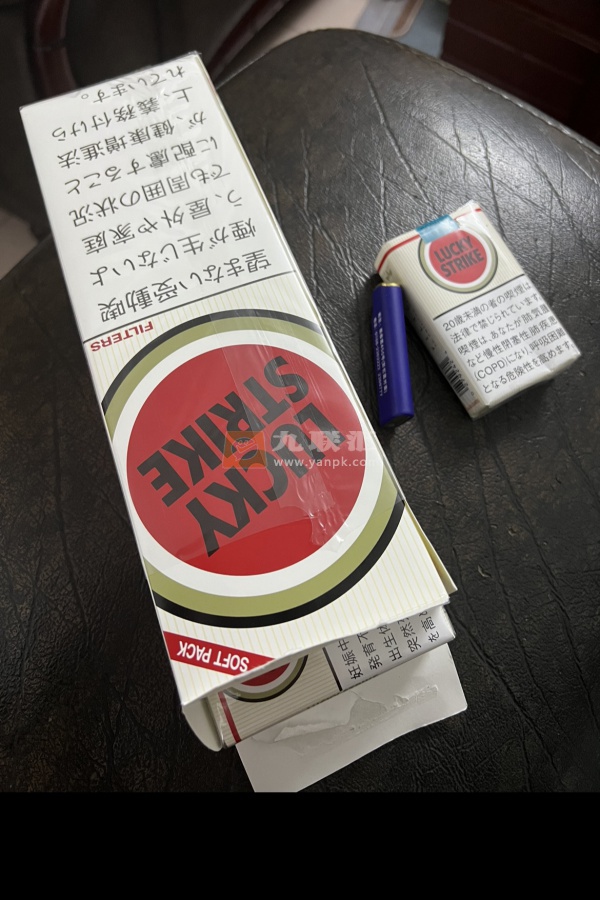 望まない受動喫
煙が生じないよ
う、屋外や家庭
でも周囲の状況
に配慮すること
が、健康増進法
上、義務付けら
れています。
FILTERS
LUCKY
STRIKE
SOFT PACK
LUCKY
STRIKE
20歳未満の者の喫煙は、
法律で禁じられています。
喫煙は、あなたが肺気腫
など慢性閉塞性肺疾患
(COPD)になり、呼吸困難
となる危険性を高めます。
妊娠中
出生体
突然
を高
九联
www.yanpk.com